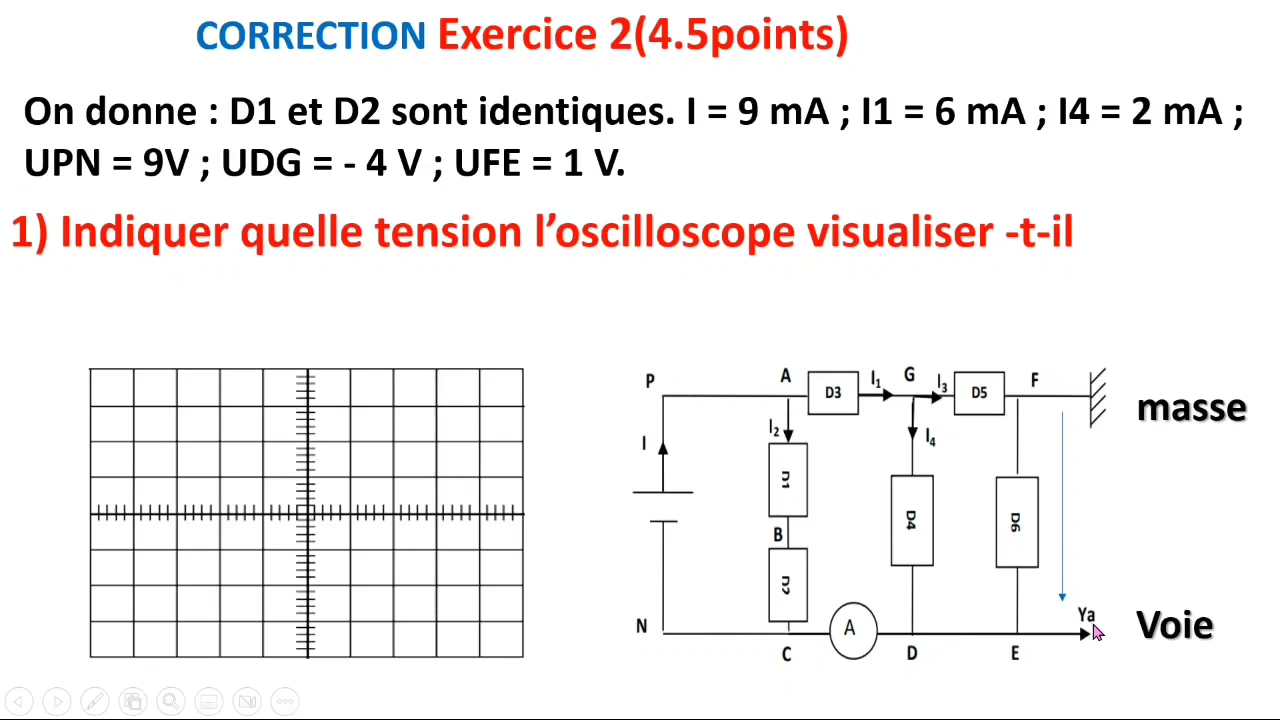 CORRECTION Exercice 2(4.5points)
On donne : D1 et D2 sont identiques. I = 9 mA ; I1 = 6 mA ; I4 = 2 mA ;
UPN = 9V ; UDG = - 4 V ; UFE = 1 V.
1) Indiquer quelle tension l’oscilloscope visualiser -t-il
P
A
D3
I1
G
I3
D5
F
masse
I
I2
I4
D1
D4
D6
B
D2
N
A
Ya
Voie
C
D
E